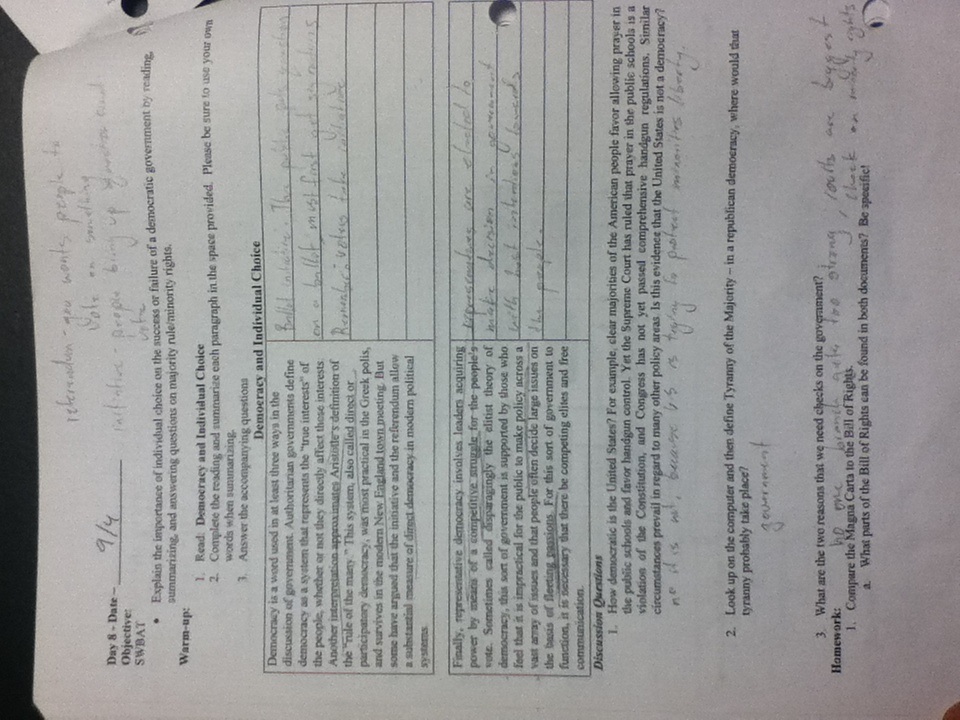 referendum - gov wants people to
vote on something
initiative - people bring up question and
vote
Day 8 - Date – 9/4
Objective:
SWBAT
• Explain the importance of individual choice on the success or failure of a democratic government by reading,
summarizing, and answering questions on majority rule/minority rights.
Warm-up:
1. Read: Democracy and Individual Choice
2. Complete the reading and summarize each paragraph in the space provided. Please be sure to use your own
words when summarizing.
3. Answer the accompanying questions
Democracy and Individual Choice
Democracy is a word used in at least three ways in the
discussion of government. Authoritarian governments define
democracy as a system that represents the "true interests" of
the people, whether or not they directly affect those interests.
Another interpretation approximates Aristotle's definition of
the "rule of the many." This system, also called direct or
participatory democracy, was most practical in the Greek polis,
and survives in the modern New England town meeting. But
some have argued that the initiative and the referendum allow
a substantial measure of direct democracy in modern political
systems.
Ballot initiative: The public puts question
on a ballot must first get signatures
Remember: voters take initiative
Finally, representative democracy involves leaders acquiring
power by means of a competitive struggle for the people's
vote. Sometimes called disparagingly the elitist theory of
democracy, this sort of government is supported by those who
feel that it is impractical for the public to make policy across a
vast array of issues and that people often decide large issues on
the basis of fleeting passions. For this sort of government to
function, it is necessary that there be competing elites and free
communication.
representatives are elected to
make decision in government
with best intentions towards
the people.
Discussion Questions
1. How democratic is the United States? For example, clear majorities of the American people favor allowing prayer in
the public schools and favor handgun control. Yet the Supreme Court has ruled that prayer in the public schools is a
violation of the Constitution, and Congress has not yet passed comprehensive handgun regulations. Similar
circumstances prevail in regard to many other policy areas. Is this evidence that the United States is not a democracy?
no it is not, because US is trying to protect minorities liberty.
2. Look up on the computer and then define Tyranny of the Majority – in a republican democracy, where would that
tyranny probably take place?
government
3. What are the two reasons that we need checks on the government?
no one branch gets too strong, courts are biggest
check on minority rights
Homework:
1. Compare the Magna Carta to the Bill of Rights.
a. What parts of the Bill of Rights can be found in both documents? Be specific!